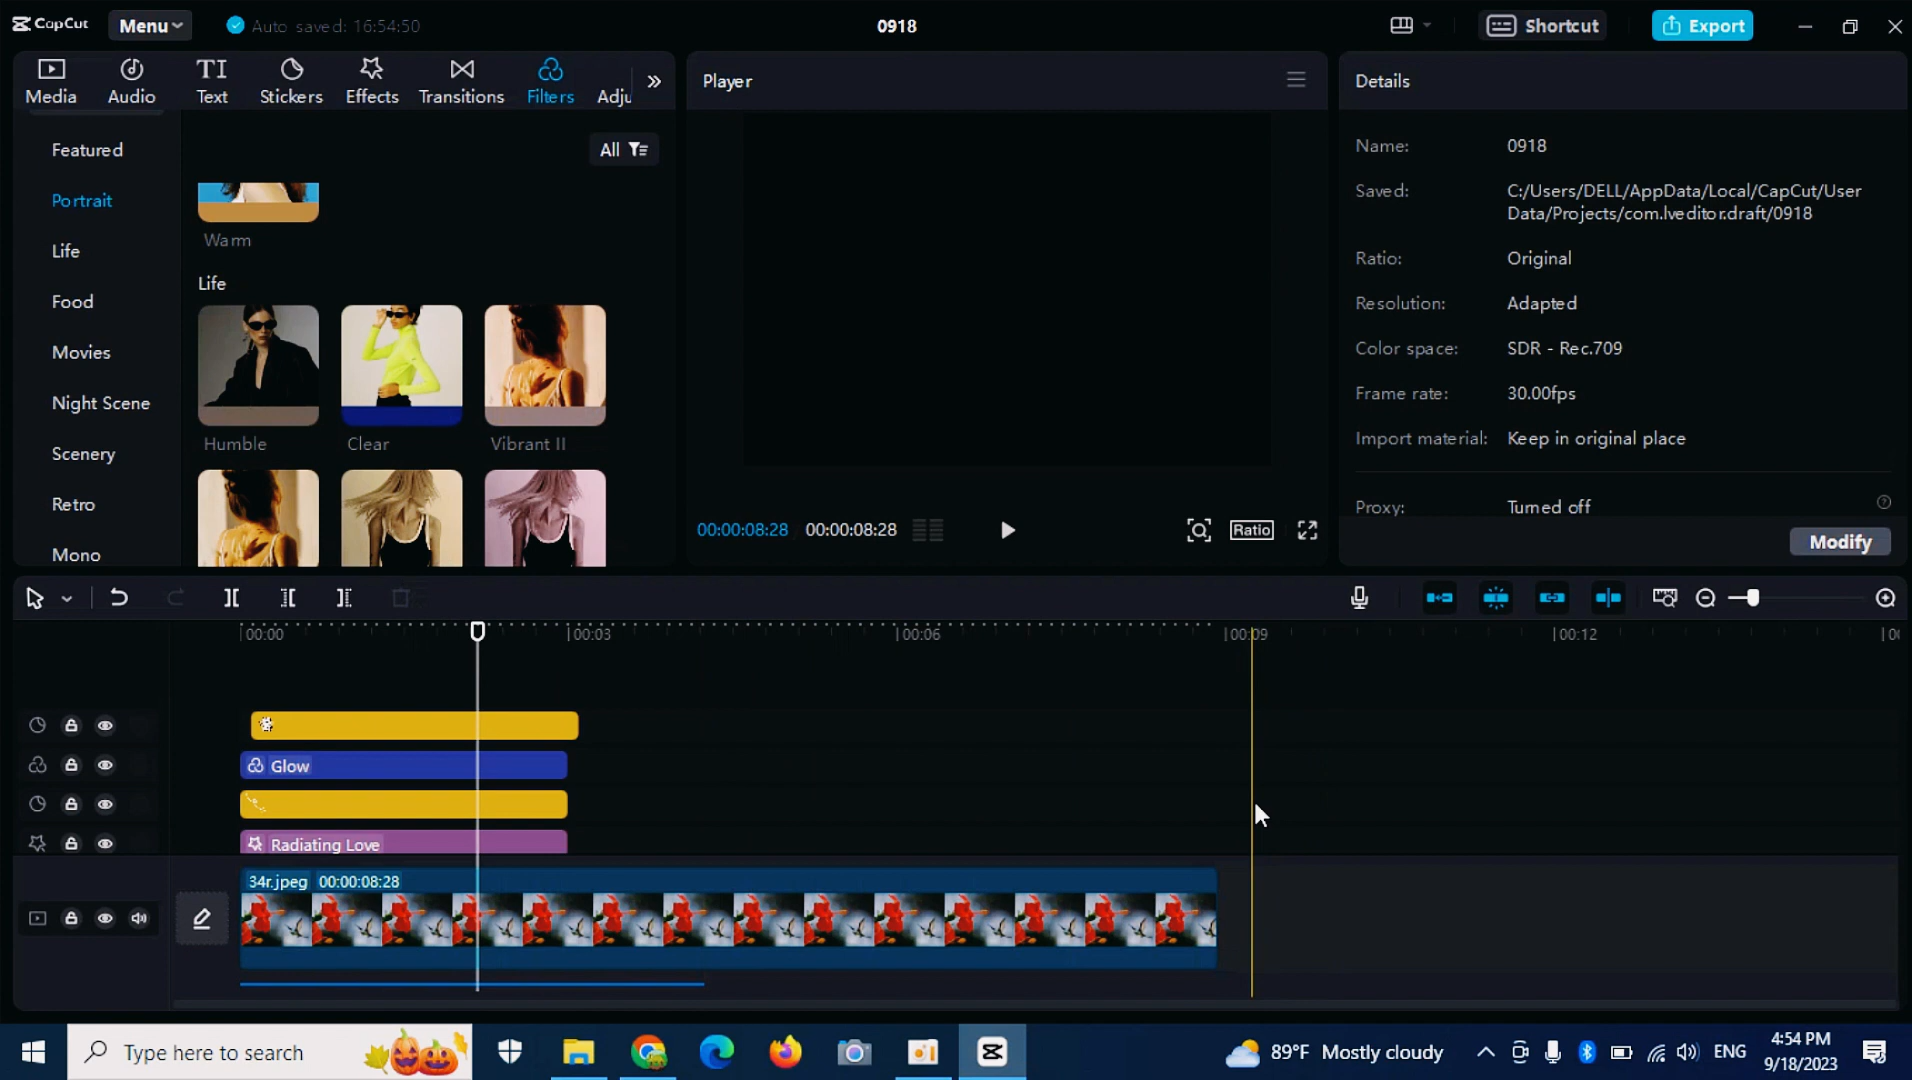 CapCut
Menu
Auto saved: 16:54:50
0918
Shortcut
Export
Media
Audio
TI
Text
Stickers
Effects
Transitions
Filters
Adju
Player
Details
Featured
Portrait
Life
Food
Movies
Night Scene
Scenery
Retro
Mono
All
Warm
Life
Humble
Clear
Vibrant II
00:00:08:28
00:00:08:28
Ratio
Name:
0918
Saved:
C:/Users/DELL/AppData/Local/CapCut/User
Data/Projects/com.lveditor.draft/0918
Ratio:
Original
Resolution:
Adapted
Color space:
SDR - Rec.709
Frame rate:
30.00fps
Import material:
Keep in original place
Proxy:
Turned off
Modify
00:00
00:03
00:06
00:09
00:12
00
Glow
Radiating Love
34r.jpeg 00:00:08:28
Type here to search
89°F Mostly cloudy
ENG
4:54 PM
9/18/2023